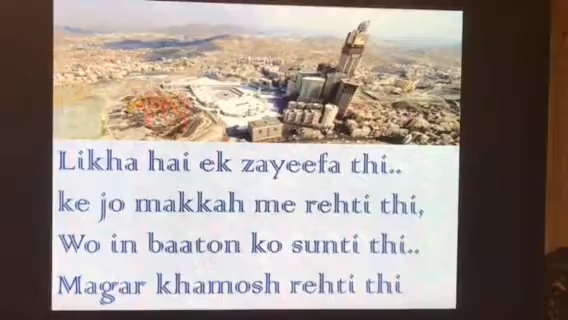 Likha hai ek zayeefa thi..
ke jo makkah me rehti thi,
Wo in baaton ko sunti thi..
Magar khamosh rehti thi